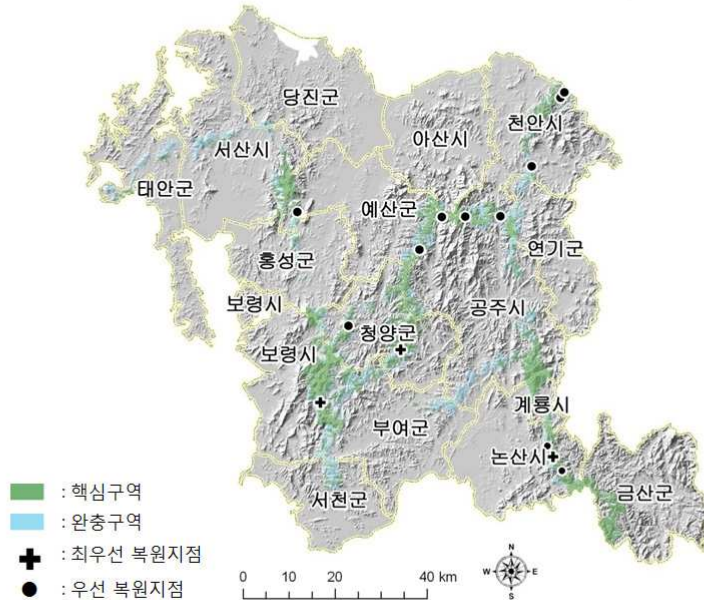 당진군
아산시
천안시
서산시
태안군
예산군
연기군
홍성군
보령시
공주시
청양군
보령시
계룡시
부여군
논산시
금산군
서천군
: 핵심구역
: 완충구역
: 최우선 복원지점
: 우선 복원지점
0 10 20 40 km
N
W E
S